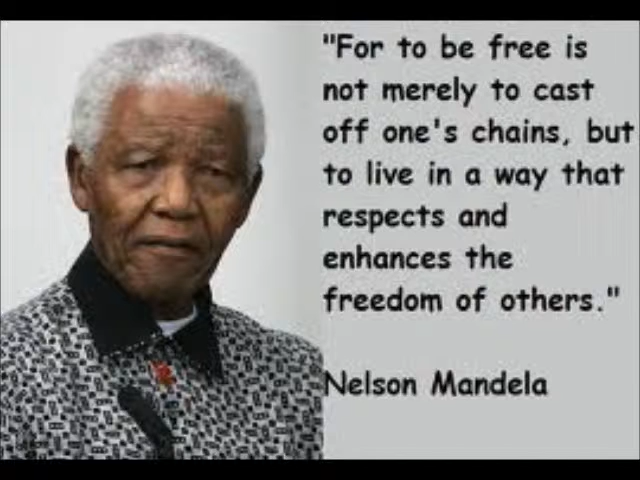 "For to be free is
not merely to cast
off one's chains, but
to live in a way that
respects and
enhances the
freedom of others."
Nelson Mandela